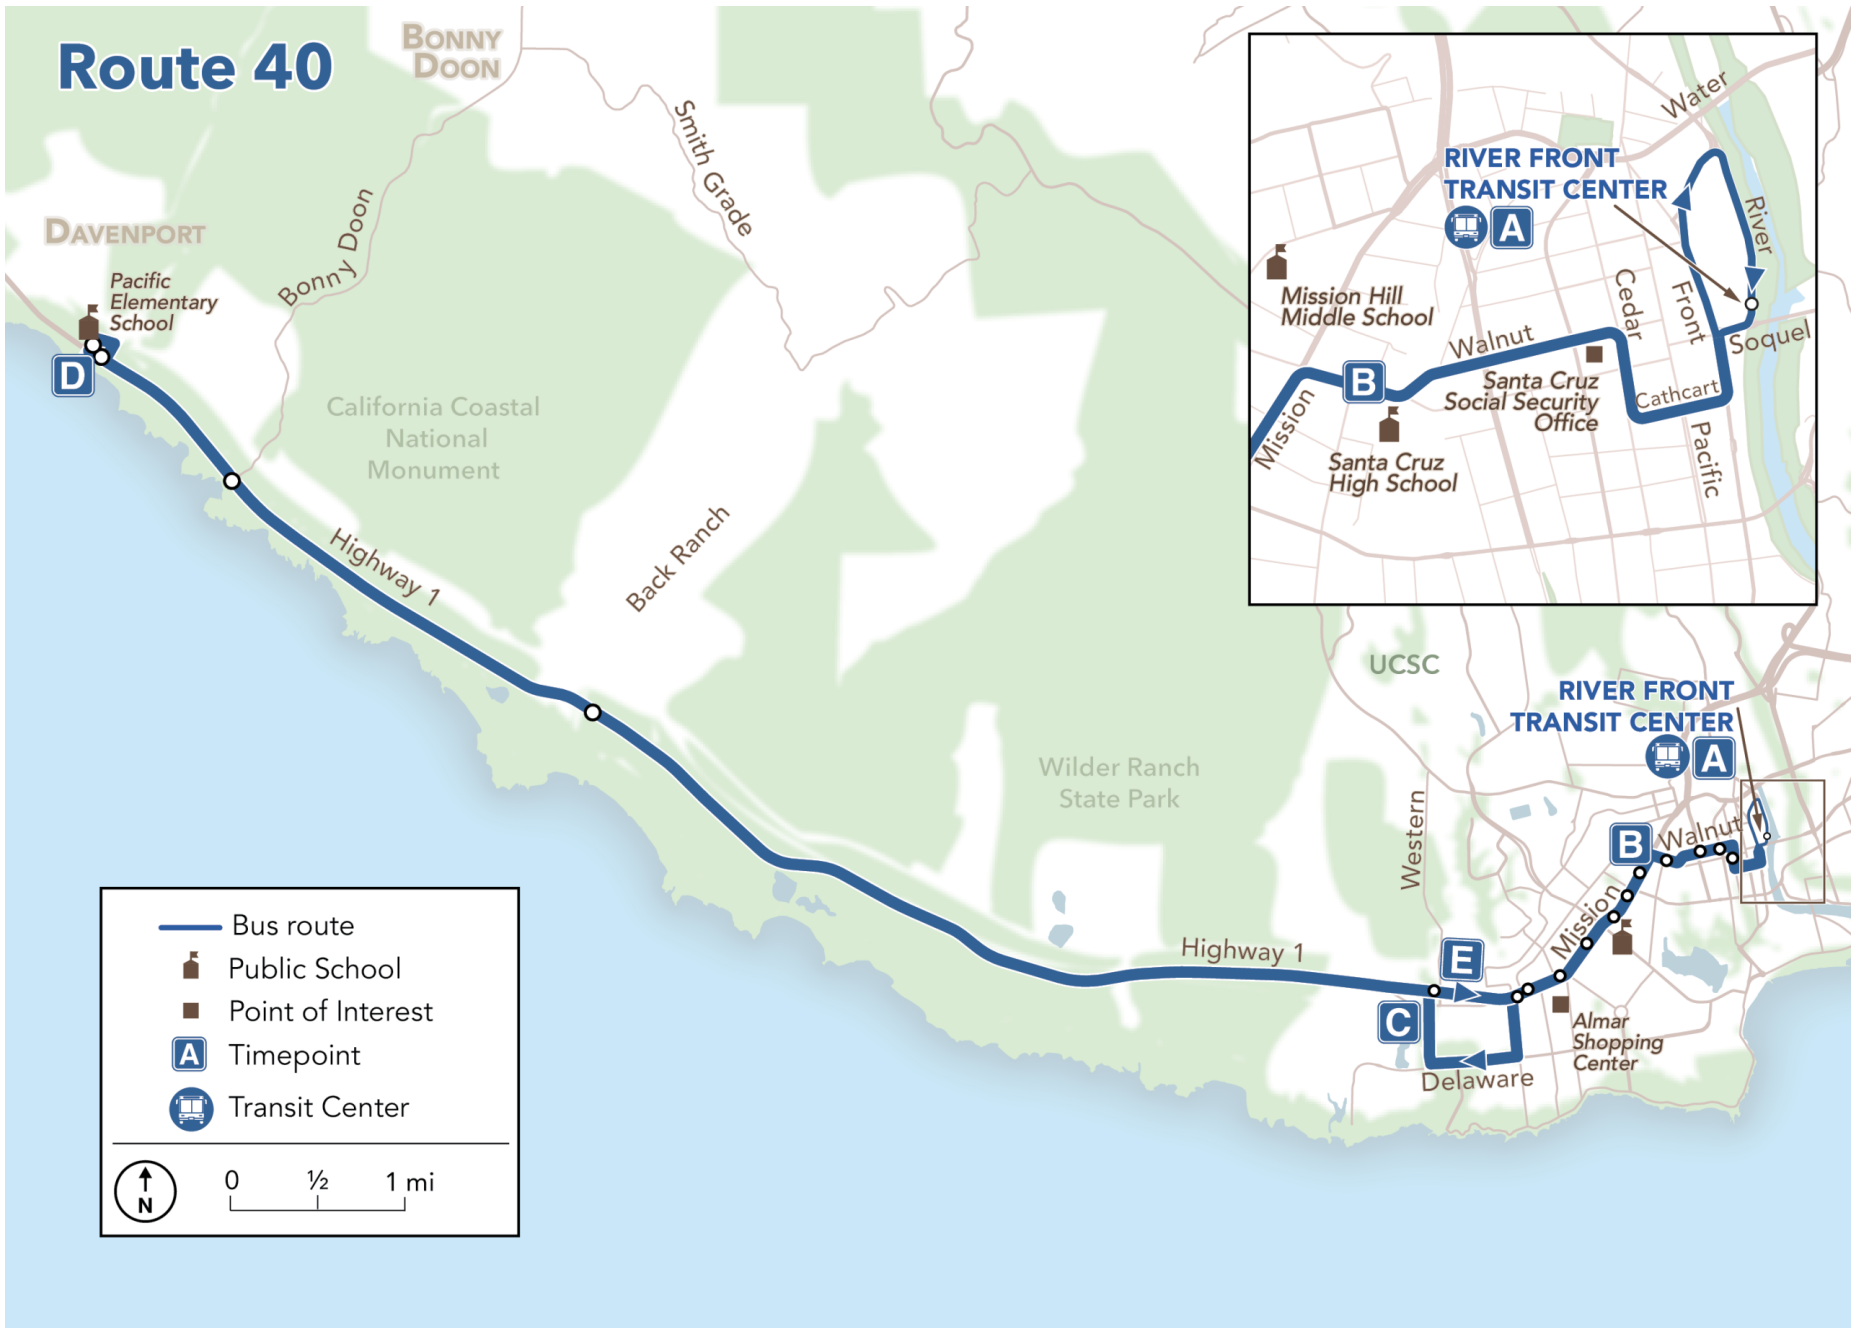 Route 40
BONNY
DOON
Smith Grade
Bonny Doon
DAVENPORT
Pacific
Elementary
School
D
California Coastal
National
Monument
Highway 1
Back Ranch
Wilder Ranch
State Park
Highway 1
UCSC
RIVER FRONT
TRANSIT CENTER
A
Western
B
Walnut
Mission
E
C
Delaware
Almar
Shopping
Center
Water
RIVER FRONT
TRANSIT CENTER
A
River
Mission Hill
Middle School
Cedar
Front
Soquel
Walnut
B
Santa Cruz
Social Security
Office
Cathcart
Mission
Santa Cruz
High School
Pacific
Bus route
Public School
Point of Interest
A Timepoint
Transit Center
N
0 ½ 1 mi